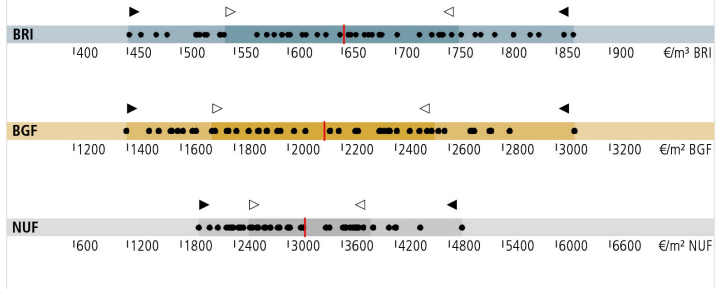 BRI
400 450 500 550 600 650 700 750 800 850 900 €/m³ BRI
BGF
1200 1400 1600 1800 2000 2200 2400 2600 2800 3000 3200 €/m² BGF
NUF
600 1200 1800 2400 3000 3600 4200 4800 5400 6000 6600 €/m² NUF